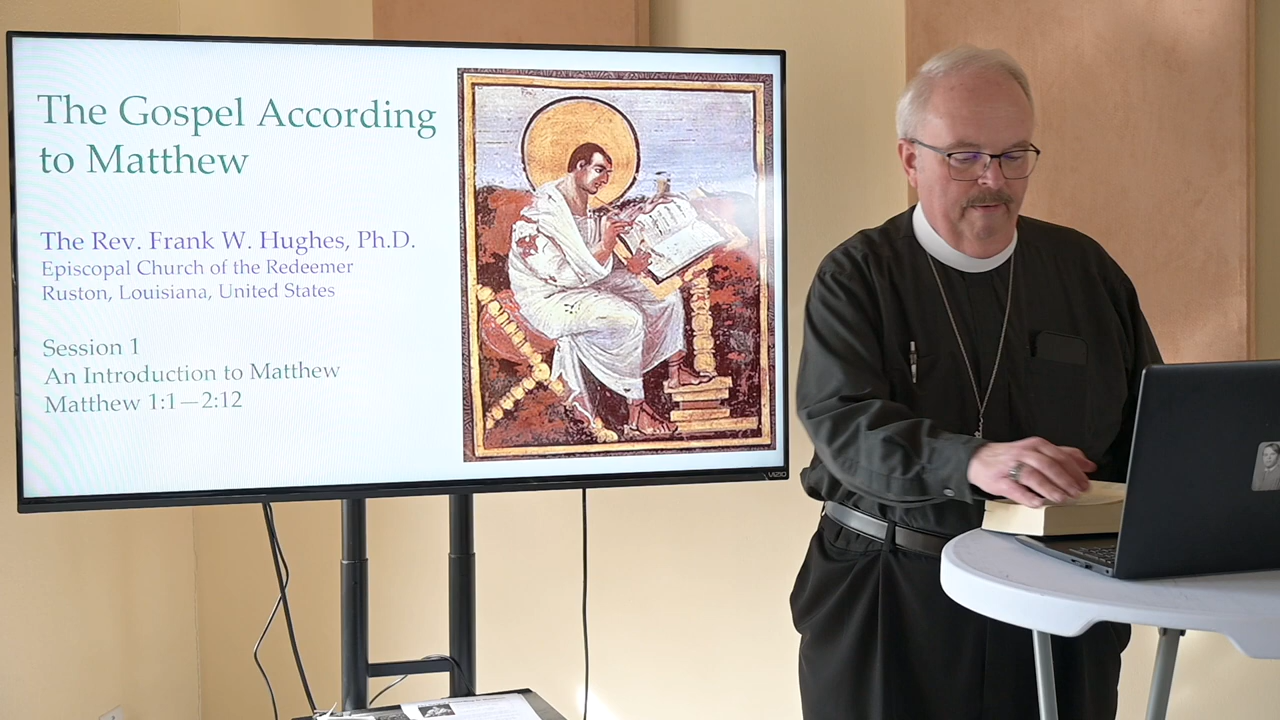 The Gospel According
to Matthew
The Rev. Frank W. Hughes, Ph.D.
Episcopal Church of the Redeemer
Ruston, Louisiana, United States
Session 1
An Introduction to Matthew
Matthew 1:1—2:12
VIZIO